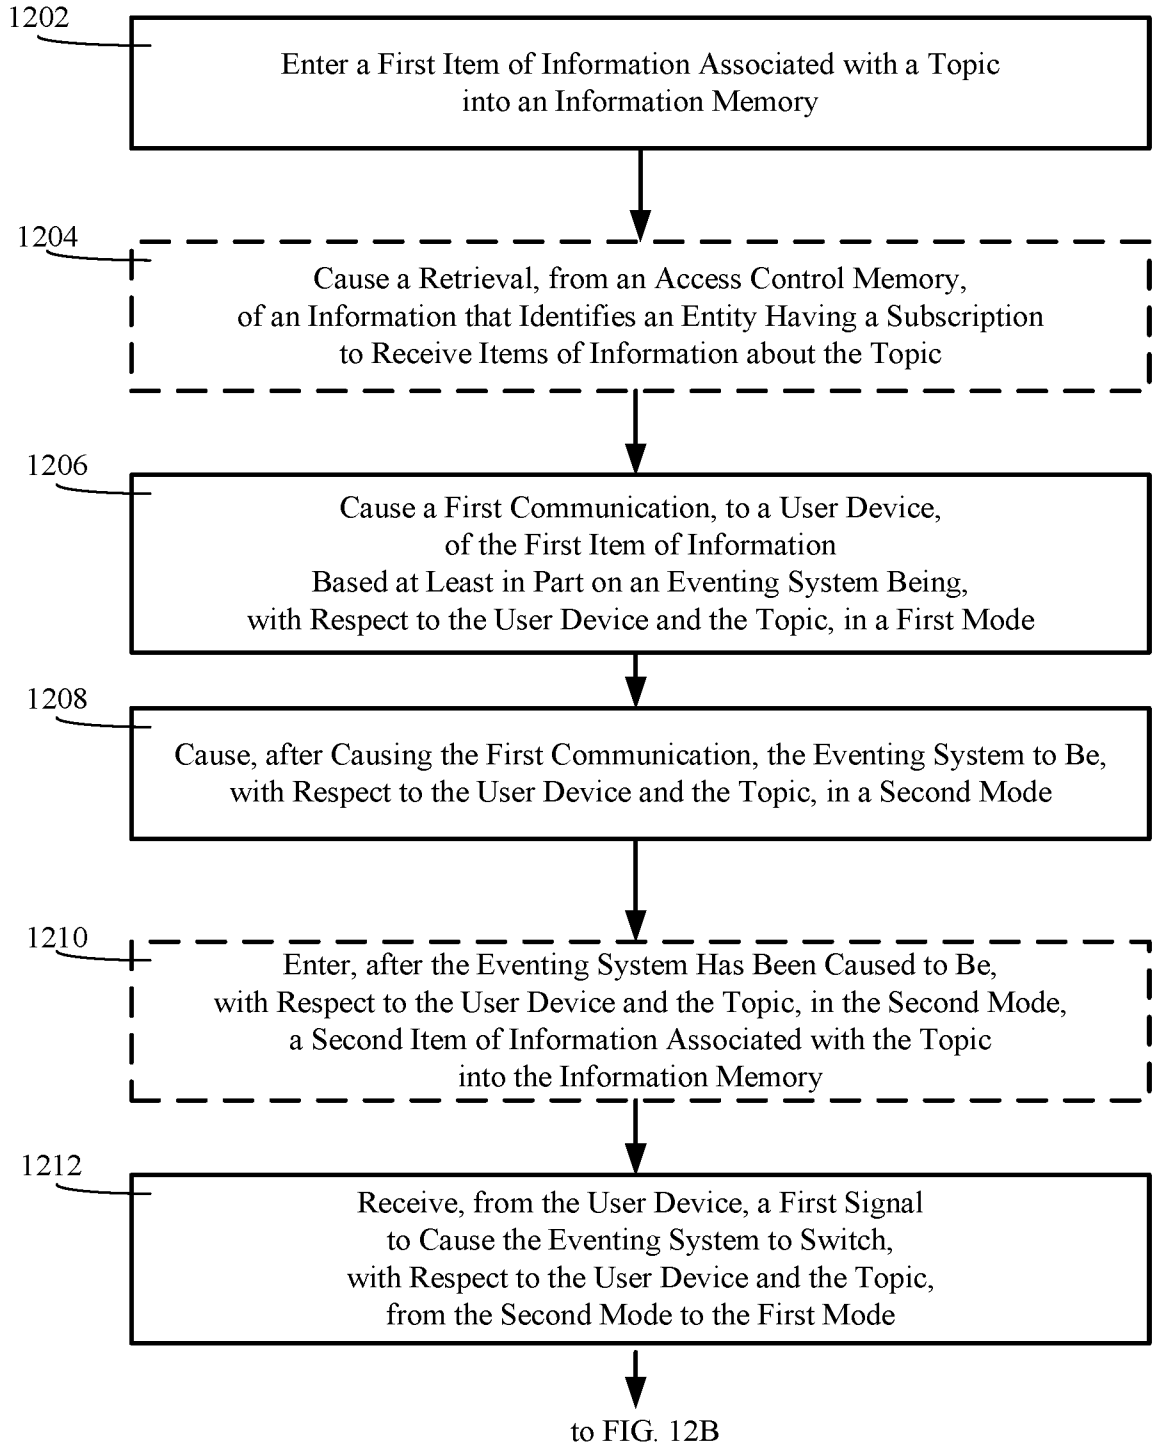 1202
Enter a First Item of Information Associated with a Topic
into an Information Memory
1204
Cause a Retrieval, from an Access Control Memory,
of an Information that Identifies an Entity Having a Subscription
to Receive Items of Information about the Topic
1206
Cause a First Communication, to a User Device,
of the First Item of Information
Based at Least in Part on an Eventing System Being,
with Respect to the User Device and the Topic, in a First Mode
1208
Cause, after Causing the First Communication, the Eventing System to Be,
with Respect to the User Device and the Topic, in a Second Mode
1210
Enter, after the Eventing System Has Been Caused to Be,
with Respect to the User Device and the Topic, in the Second Mode,
a Second Item of Information Associated with the Topic
into the Information Memory
1212
Receive, from the User Device, a First Signal
to Cause the Eventing System to Switch,
with Respect to the User Device and the Topic,
from the Second Mode to the First Mode
to FIG. 12B